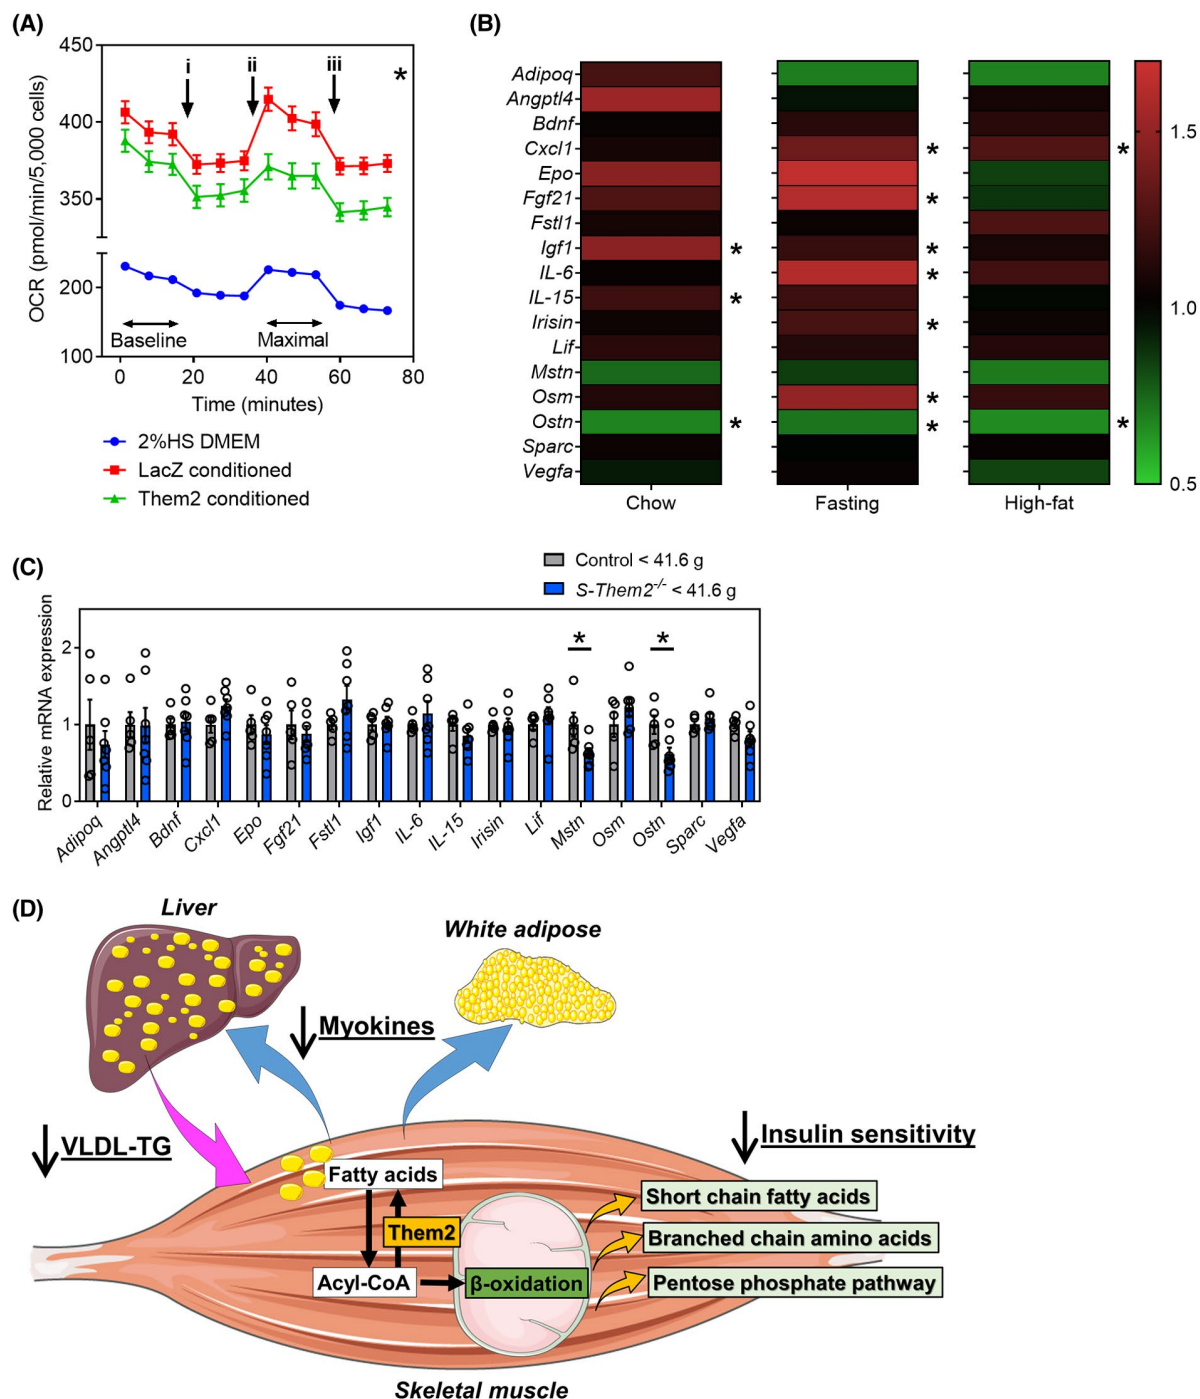 (A)
450
400
350
200
100
OCR (pmol/min/5,000 cells)
i
ii
iii
*
Baseline
Maximal
0
20
40
60
80
Time (minutes)
2%HS DMEM
LacZ conditioned
Them2 conditioned
(B)
Adipoq
Angptl4
Bdnf
Cxcl1
* *
Epo
Fgf21
*
Fstl1
Igf1
* *
IL-6
*
IL-15
*
Irisin
*
Lif
Mstn
Osm
*
Ostn
* * *
Sparc
Vegfa
Chow
Fasting
High-fat
1.5
1.0
0.5
(C)
Control < 41.6 g
S-Them2-/- < 41.6 g
Relative mRNA expression
2
1
0
* *
Adipoq
Angptl4
Bdnf
Cxcl1
Epo
Fgf21
Fstl1
Igf1
IL-6
IL-15
Irisin
Lif
Mstn
Osm
Ostn
Sparc
Vegfa
(D)
Liver
White adipose
Myokines
VLDL-TG
Insulin sensitivity
Fatty acids
Them2
Acyl-CoA
β-oxidation
Short chain fatty acids
Branched chain amino acids
Pentose phosphate pathway
Skeletal muscle